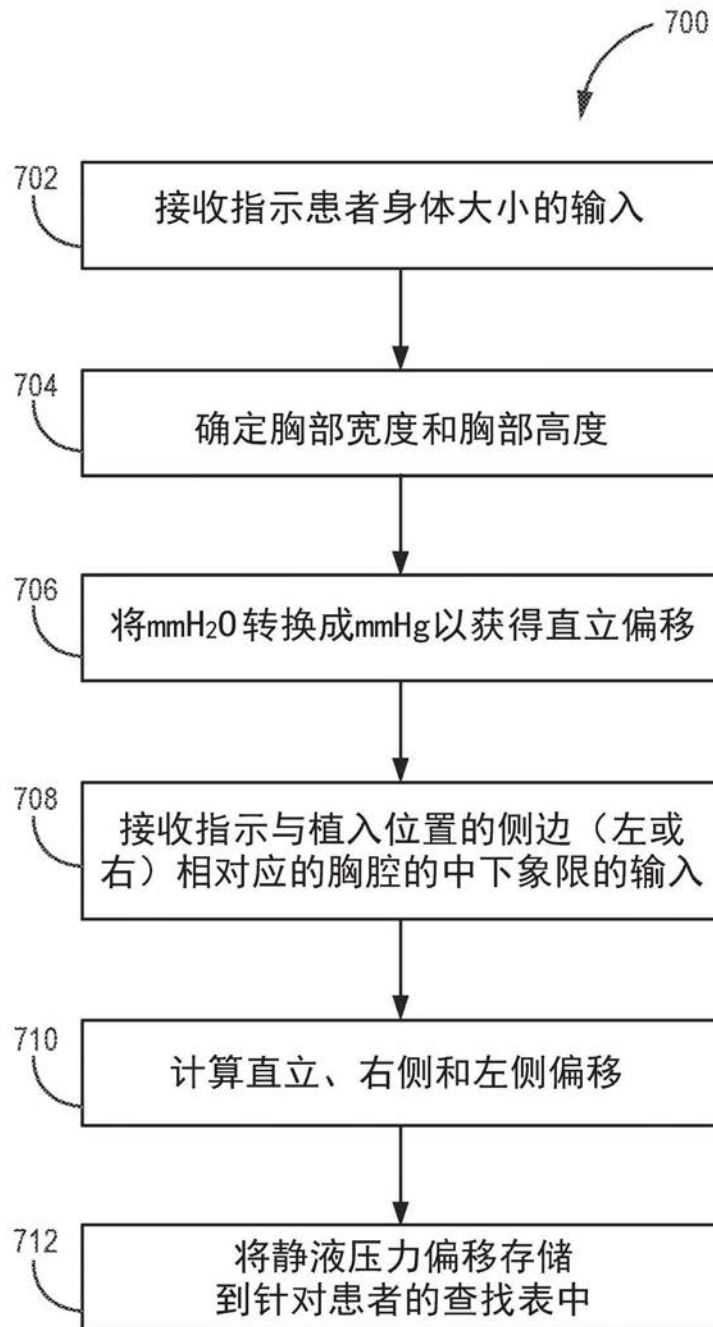 700
702
接收指示患者身体大小的输入
704
确定胸部宽度和胸部高度
706
将mmH₂O转换成mmHg以获得直立偏移
708
接收指示与植入位置的侧边（左或
右）相对应的胸腔的中下象限的输入
710
计算直立、右侧和左侧偏移
712
将静液压力偏移存储
到针对患者的查找表中